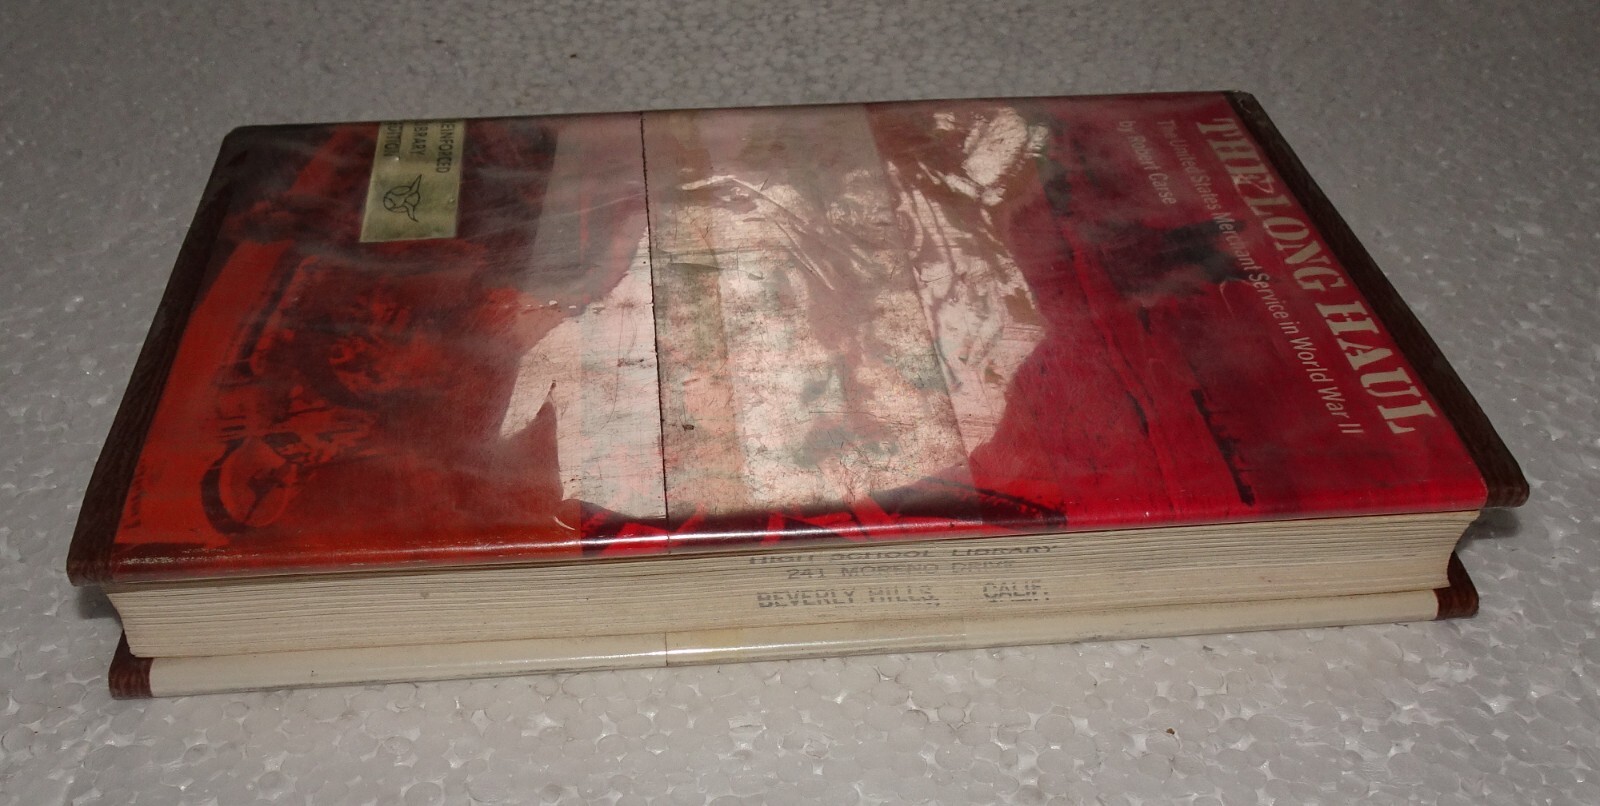 THE LONG HAUL
The United States Merchant Service in World War II
by Robert Carse
REINFORCED
LIBRARY
EDITION
HIGH SCHOOL LIBRARY
241 MORENO DRIVE
BEVERLY HILLS, CALIF.